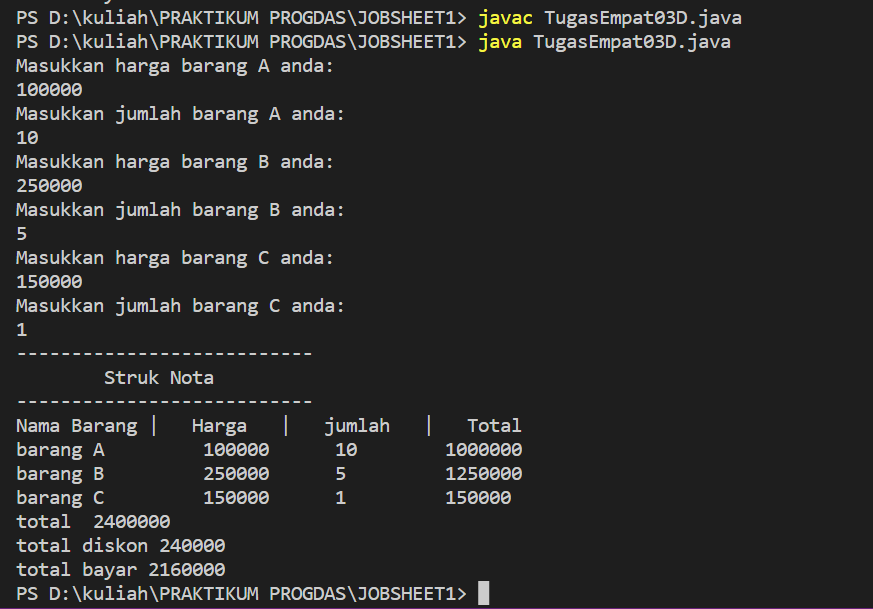 PS D:\kuliah\PRAKTIKUM PROGDAS\JOBSHEET1> javac TugasEmpat03D.java
PS D:\kuliah\PRAKTIKUM PROGDAS\JOBSHEET1> java TugasEmpat03D.java
Masukkan harga barang A anda:
100000
Masukkan jumlah barang A anda:
10
Masukkan harga barang B anda:
250000
Masukkan jumlah barang B anda:
5
Masukkan harga barang C anda:
150000
Masukkan jumlah barang C anda:
1
---------------------------
        Struk Nota
---------------------------
Nama Barang |   Harga   |   jumlah   |   Total
barang A         100000      10        1000000
barang B         250000      5         1250000
barang C         150000      1         150000
total  2400000
total diskon 240000
total bayar 2160000
PS D:\kuliah\PRAKTIKUM PROGDAS\JOBSHEET1>